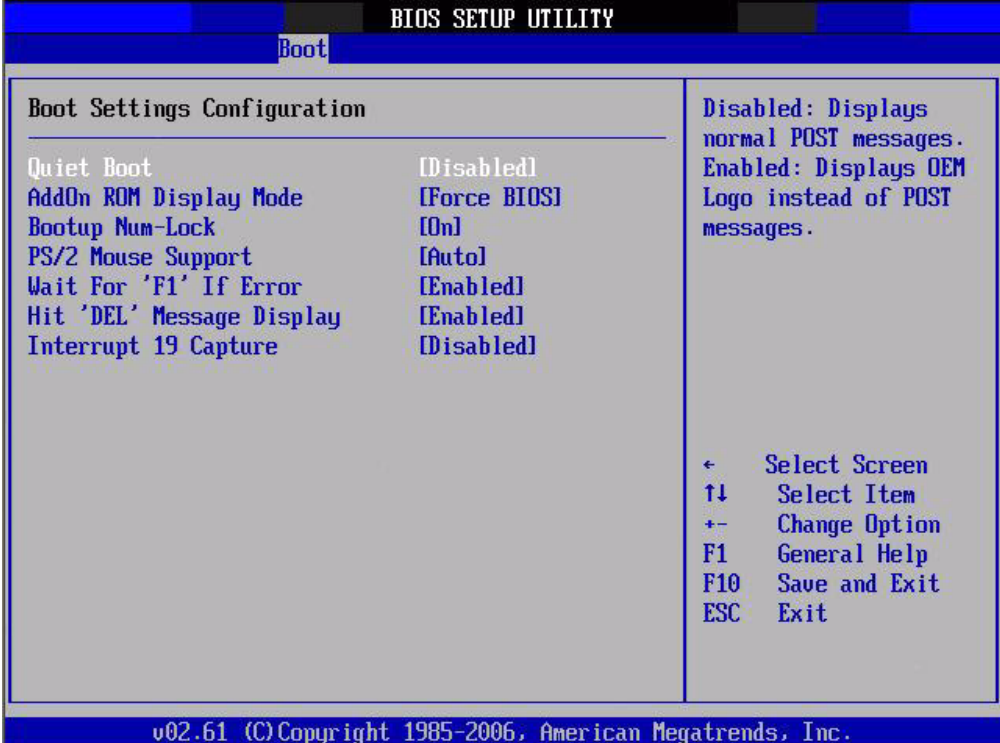 BIOS SETUP UTILITY
Boot
Boot Settings Configuration
Quiet Boot [Disabled]
AddOn ROM Display Mode [Force BIOS]
Bootup Num-Lock [On]
PS/2 Mouse Support [Auto]
Wait For 'F1' If Error [Enabled]
Hit 'DEL' Message Display [Enabled]
Interrupt 19 Capture [Disabled]
Disabled: Displays
normal POST messages.
Enabled: Displays OEM
Logo instead of POST
messages.
← Select Screen
↑↓ Select Item
+- Change Option
F1 General Help
F10 Save and Exit
ESC Exit
v02.61 (C)Copyright 1985-2006, American Megatrends, Inc.